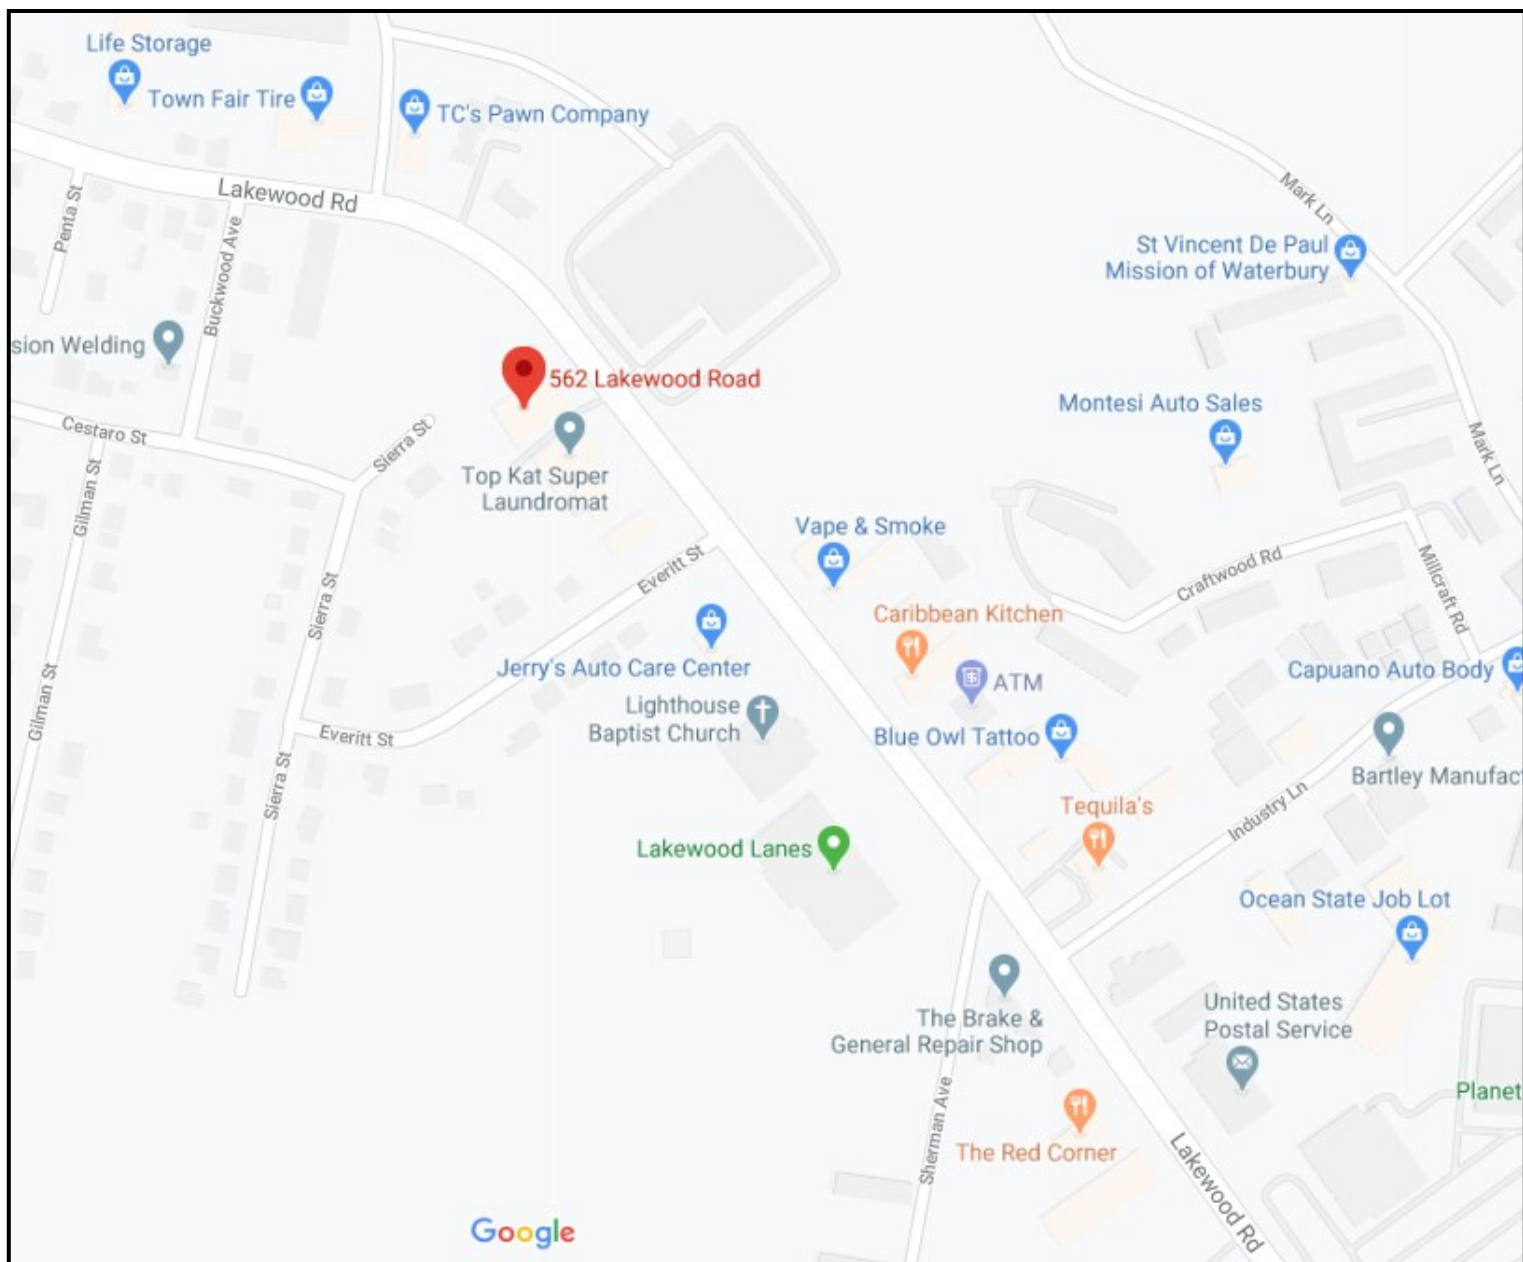 Life Storage
Town Fair Tire
TC's Pawn Company
Lakewood Rd
Penta St
Buckwood Ave
Mark Ln
St Vincent De Paul
Mission of Waterbury
sion Welding
562 Lakewood Road
Cestaro St
Sierra St
Gilman St
Top Kat Super
Laundromat
Montesi Auto Sales
Mark Ln
Vape & Smoke
Everitt St
Craftwood Rd
Millcraft Rd
Sierra St
Caribbean Kitchen
Jerry's Auto Care Center
ATM
Capuano Auto Body
Gilman St
Lighthouse
Baptist Church
Everitt St
Blue Owl Tattoo
Sierra St
Bartley Manufac
Tequila's
Industry Ln
Lakewood Lanes
Ocean State Job Lot
The Brake &
General Repair Shop
United States
Postal Service
Sherman Ave
Planet
The Red Corner
Lakewood Rd
Google